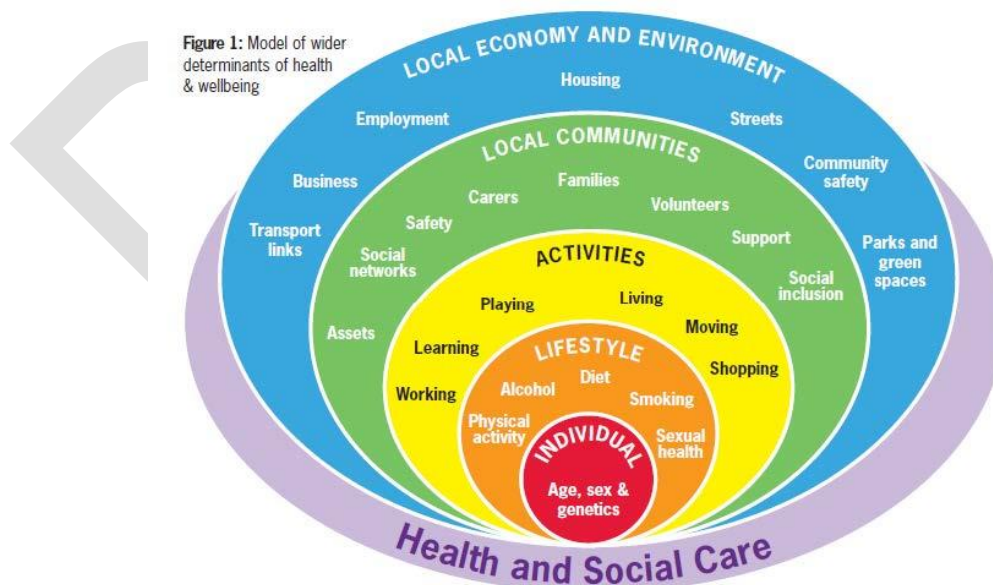 Figure 1: Model of wider
determinants of health
& wellbeing
LOCAL ECONOMY AND ENVIRONMENT
Housing
Employment
Streets
Business
Community
safety
Transport
links
Parks and
green
spaces
LOCAL COMMUNITIES
Families
Carers
Volunteers
Safety
Support
Social
networks
Social
inclusion
Assets
ACTIVITIES
Living
Playing
Moving
Learning
Shopping
Working
LIFESTYLE
Diet
Alcohol
Smoking
Physical
activity
Sexual
health
INDIVIDUAL
Age, sex &
genetics
Health and Social Care